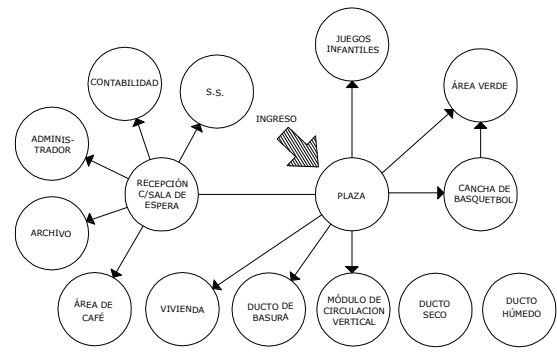 JUEGOS
INFANTILES
CONTABILIDAD
S.S.
ÁREA VERDE
INGRESO
ADMINIS-
TRADOR
RECEPCIÓN
C/SALA DE
ESPERA
PLAZA
CANCHA DE
BASQUETBOL
ARCHIVO
ÁREA DE
CAFÉ
VIVIENDA
DUCTO DE
BASURA
MÓDULO DE
CIRCULACION
VERTICAL
DUCTO
SECO
DUCTO
HÚMEDO